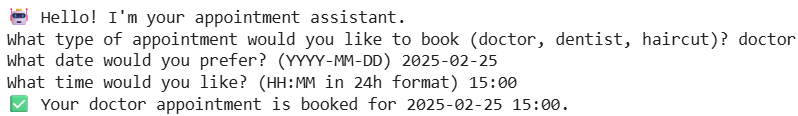 🤖 Hello! I'm your appointment assistant.
What type of appointment would you like to book (doctor, dentist, haircut)? doctor
What date would you prefer? (YYYY-MM-DD) 2025-02-25
What time would you like? (HH:MM in 24h format) 15:00
✅ Your doctor appointment is booked for 2025-02-25 15:00.